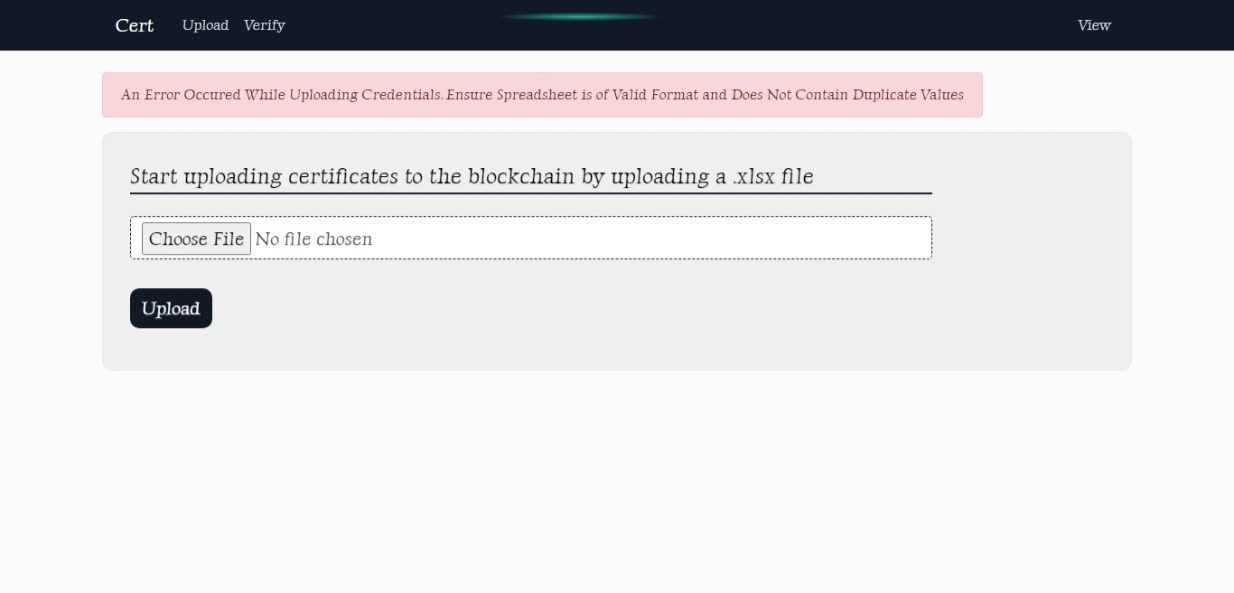 Cert Upload Verify View
An Error Occured While Uploading Credentials. Ensure Spreadsheet is of Valid Format and Does Not Contain Duplicate Values
Start uploading certificates to the blockchain by uploading a .xlsx file
Choose File No file chosen
Upload